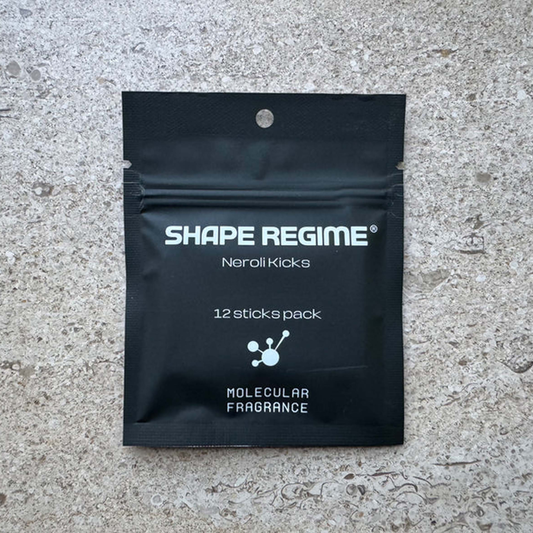 SHAPE REGIME®
Neroli Kicks
12 sticks pack
MOLECULAR
FRAGRANCE